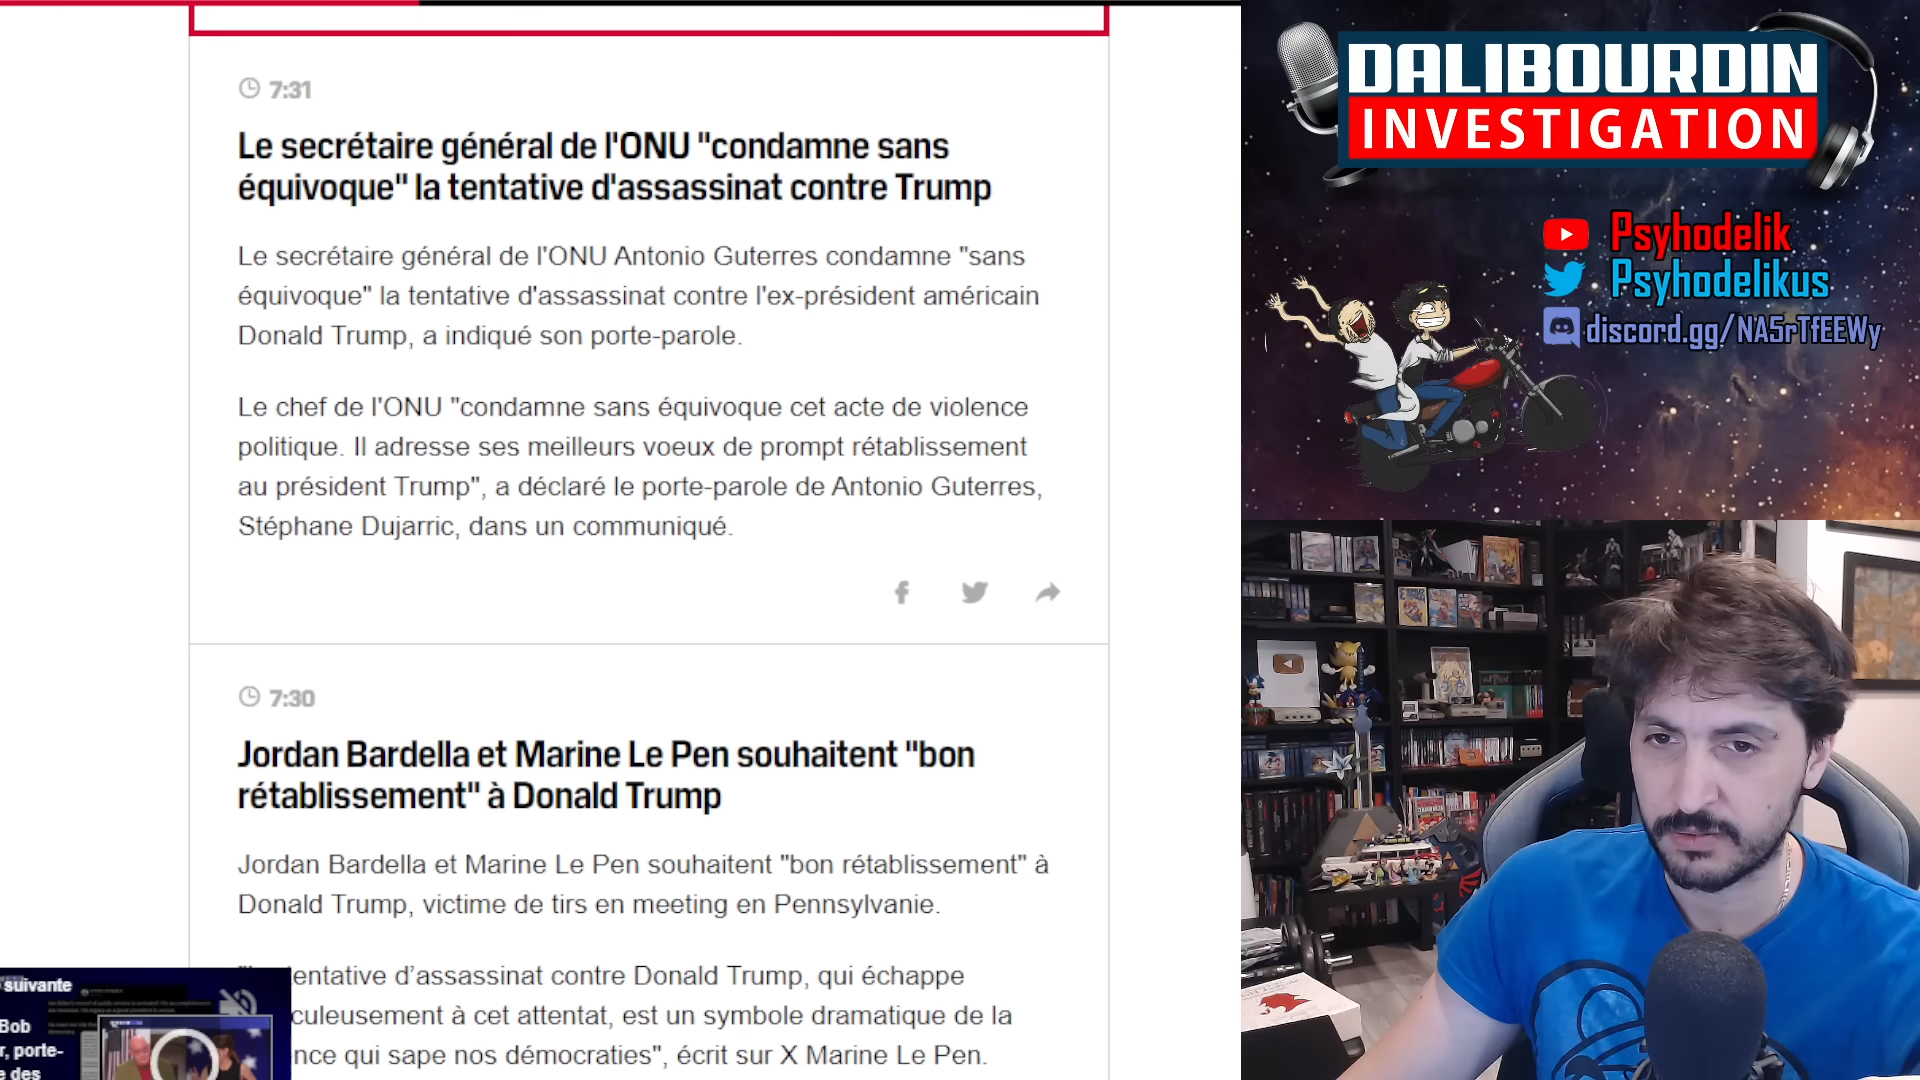 7:31
Le secrétaire général de l'ONU "condamne sans
équivoque" la tentative d'assassinat contre Trump
Le secrétaire général de l'ONU Antonio Guterres condamne "sans
équivoque" la tentative d'assassinat contre l'ex-président américain
Donald Trump, a indiqué son porte-parole.
Le chef de l'ONU "condamne sans équivoque cet acte de violence
politique. Il adresse ses meilleurs voeux de prompt rétablissement
au président Trump", a déclaré le porte-parole de Antonio Guterres,
Stéphane Dujarric, dans un communiqué.
7:30
Jordan Bardella et Marine Le Pen souhaitent "bon
rétablissement" à Donald Trump
Jordan Bardella et Marine Le Pen souhaitent "bon rétablissement" à
Donald Trump, victime de tirs en meeting en Pennsylvanie.
tentative d'assassinat contre Donald Trump, qui échappe
culeusement à cet attentat, est un symbole dramatique de la
nce qui sape nos démocraties", écrit sur X Marine Le Pen.
suivante
Bob
r, porte-
e des
DALIBOURDIN
INVESTIGATION
Psyhodelik
Psyhodelikus
discord.gg/NA5rTfEEWy